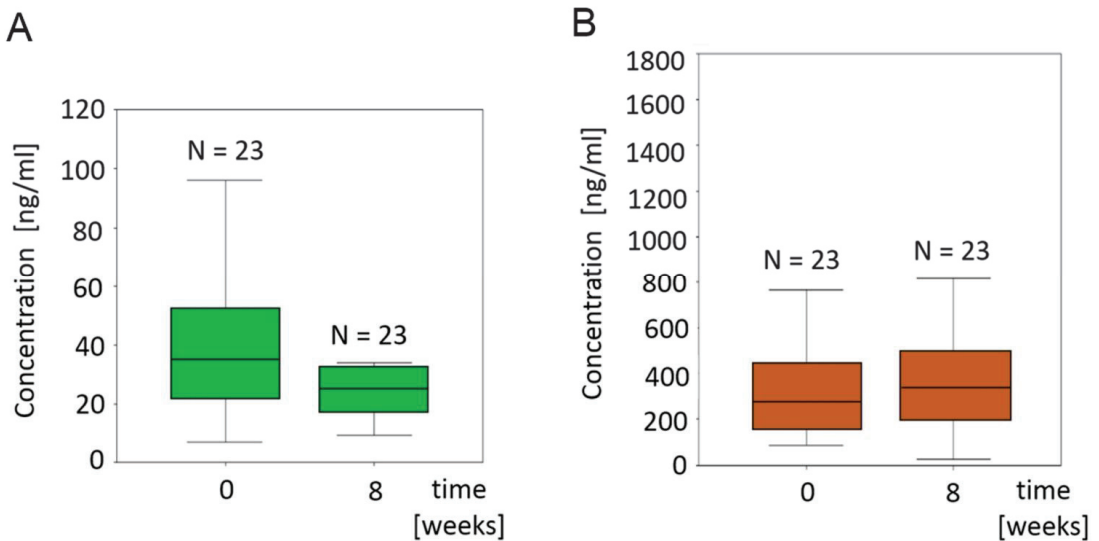 A
Concentration [ng/ml]
120
100
80
60
40
20
0
N = 23
N = 23
0
8
time
[weeks]
B
Concentration [ng/ml]
1800
1600
1400
1200
1000
800
600
400
200
0
N = 23
N = 23
0
8
time
[weeks]